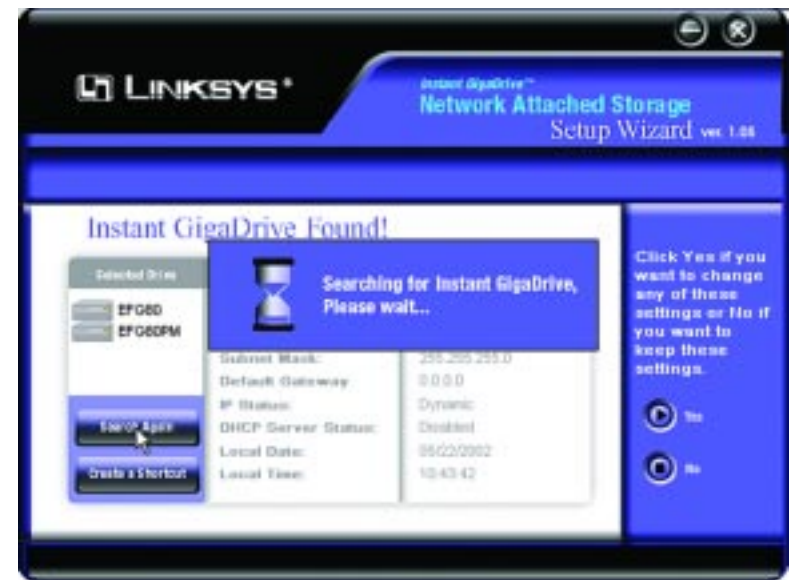 LINKSYS®
Instant GigaDrive™
Network Attached Storage
Setup Wizard ver. 1.06
Instant GigaDrive Found!
Selected Drive
EFG80
EFG80PM
Searching for Instant GigaDrive,
Please wait...
Subnet Mask: 255.255.255.0
Default Gateway 0.0.0.0
IP Status: Dynamic
DHCP Server Status: Disabled
Local Date: 05/22/2002
Local Time: 10:43:42
Search Again
Create a Shortcut
Click Yes if you
want to change
any of these
settings or No if
you want to
keep these
settings.
Yes
No